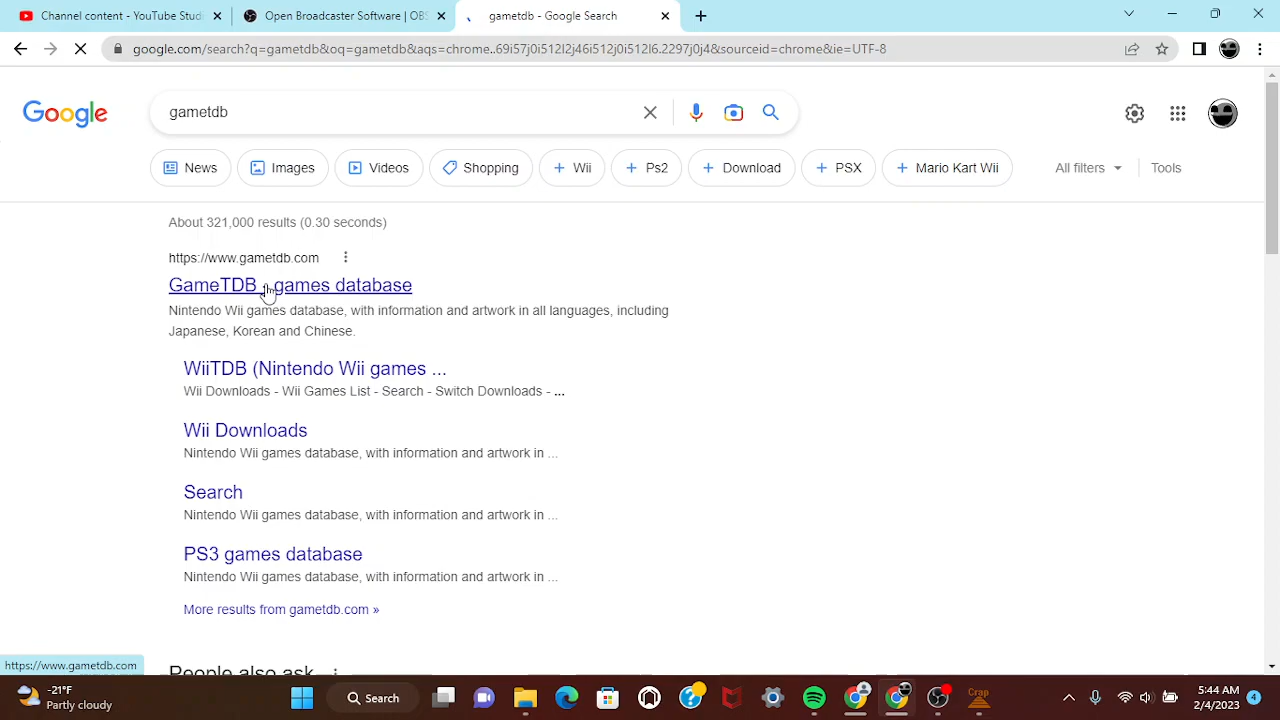 Channel content - YouTube Studi
Open Broadcaster Software | OBS
gametdb - Google Search
google.com/search?q=gametdb&oq=gametdb&aqs=chrome..69i57j0i512l2j46i512j0i512l6.2297j0j4&sourceid=chrome&ie=UTF-8
Google
gametdb
News
Images
Videos
Shopping
+ Wii
+ Ps2
+ Download
+ PSX
+ Mario Kart Wii
All filters
Tools
About 321,000 results (0.30 seconds)
https://www.gametdb.com
GameTDB - games database
Nintendo Wii games database, with information and artwork in all languages, including
Japanese, Korean and Chinese.
WiiTDB (Nintendo Wii games ...
Wii Downloads - Wii Games List - Search - Switch Downloads - ...
Wii Downloads
Nintendo Wii games database, with information and artwork in ...
Search
Nintendo Wii games database, with information and artwork in ...
PS3 games database
Nintendo Wii games database, with information and artwork in ...
More results from gametdb.com »
People also ask
https://www.gametdb.com
-21°F
Partly cloudy
Search
Crap
5:44 AM
2/4/2023
4